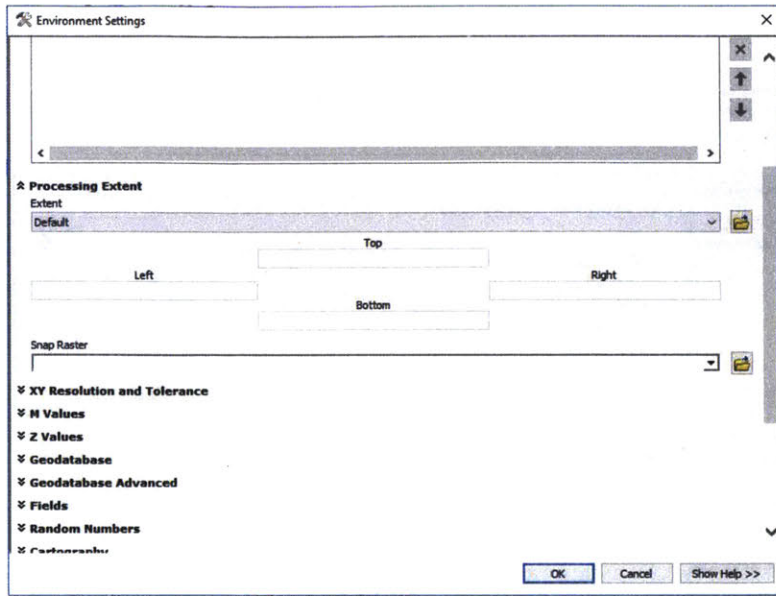 Environment Settings
Processing Extent
Extent
Default
Top
Left
Right
Bottom
Snap Raster
XY Resolution and Tolerance
M Values
Z Values
Geodatabase
Geodatabase Advanced
Fields
Random Numbers
Cartography
OK
Cancel
Show Help >>